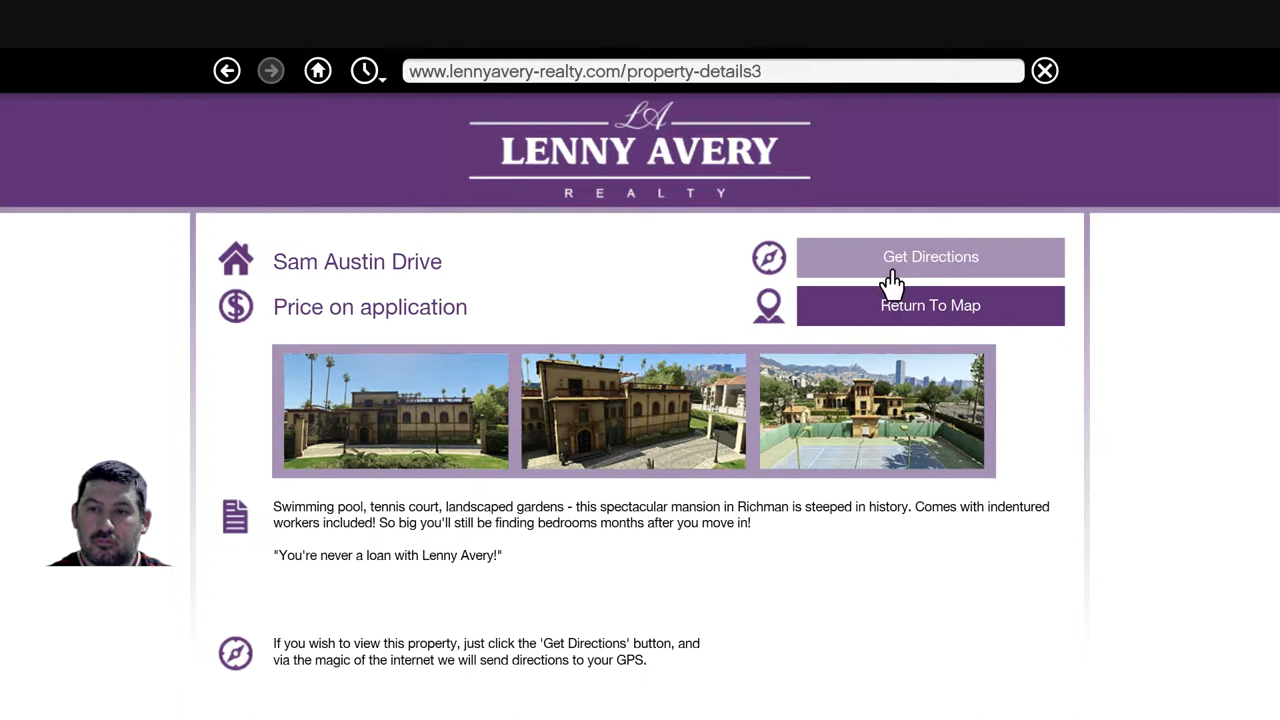 www.lennyavery-realty.com/property-details3
LA
LENNY AVERY
REALTY
Sam Austin Drive
Get Directions
Price on application
Return To Map
Swimming pool, tennis court, landscaped gardens - this spectacular mansion in Richman is steeped in history. Comes with indentured
workers included! So big you'll still be finding bedrooms months after you move in!
"You're never a loan with Lenny Avery!"
If you wish to view this property, just click the 'Get Directions' button, and
via the magic of the internet we will send directions to your GPS.